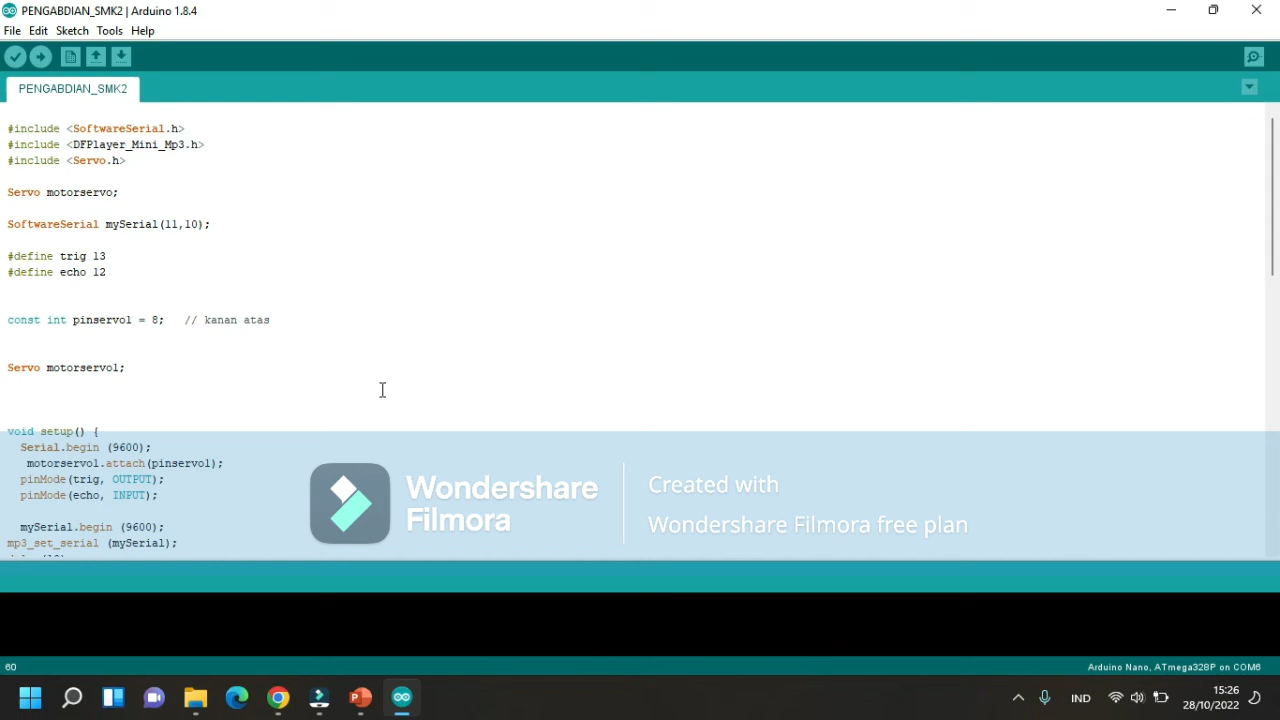 PENGABDIAN_SMK2 | Arduino 1.8.4
File Edit Sketch Tools Help
PENGABDIAN_SMK2
#include <SoftwareSerial.h>
#include <DFPlayer_Mini_Mp3.h>
#include <Servo.h>
Servo motorservo;
SoftwareSerial mySerial(11,10);
#define trig 13
#define echo 12
const int pinservo1 = 8;   // kanan atas
Servo motorservo1;
void setup() {
Serial.begin (9600);
motorservo1.attach(pinservo1);
pinMode(trig, OUTPUT);
pinMode(echo, INPUT);
mySerial.begin (9600);
mp3_set_serial (mySerial);
Wondershare Filmora
Created with
Wondershare Filmora free plan
60
Arduino Nano, ATmega328P on COM6
IND
15:26
28/10/2022